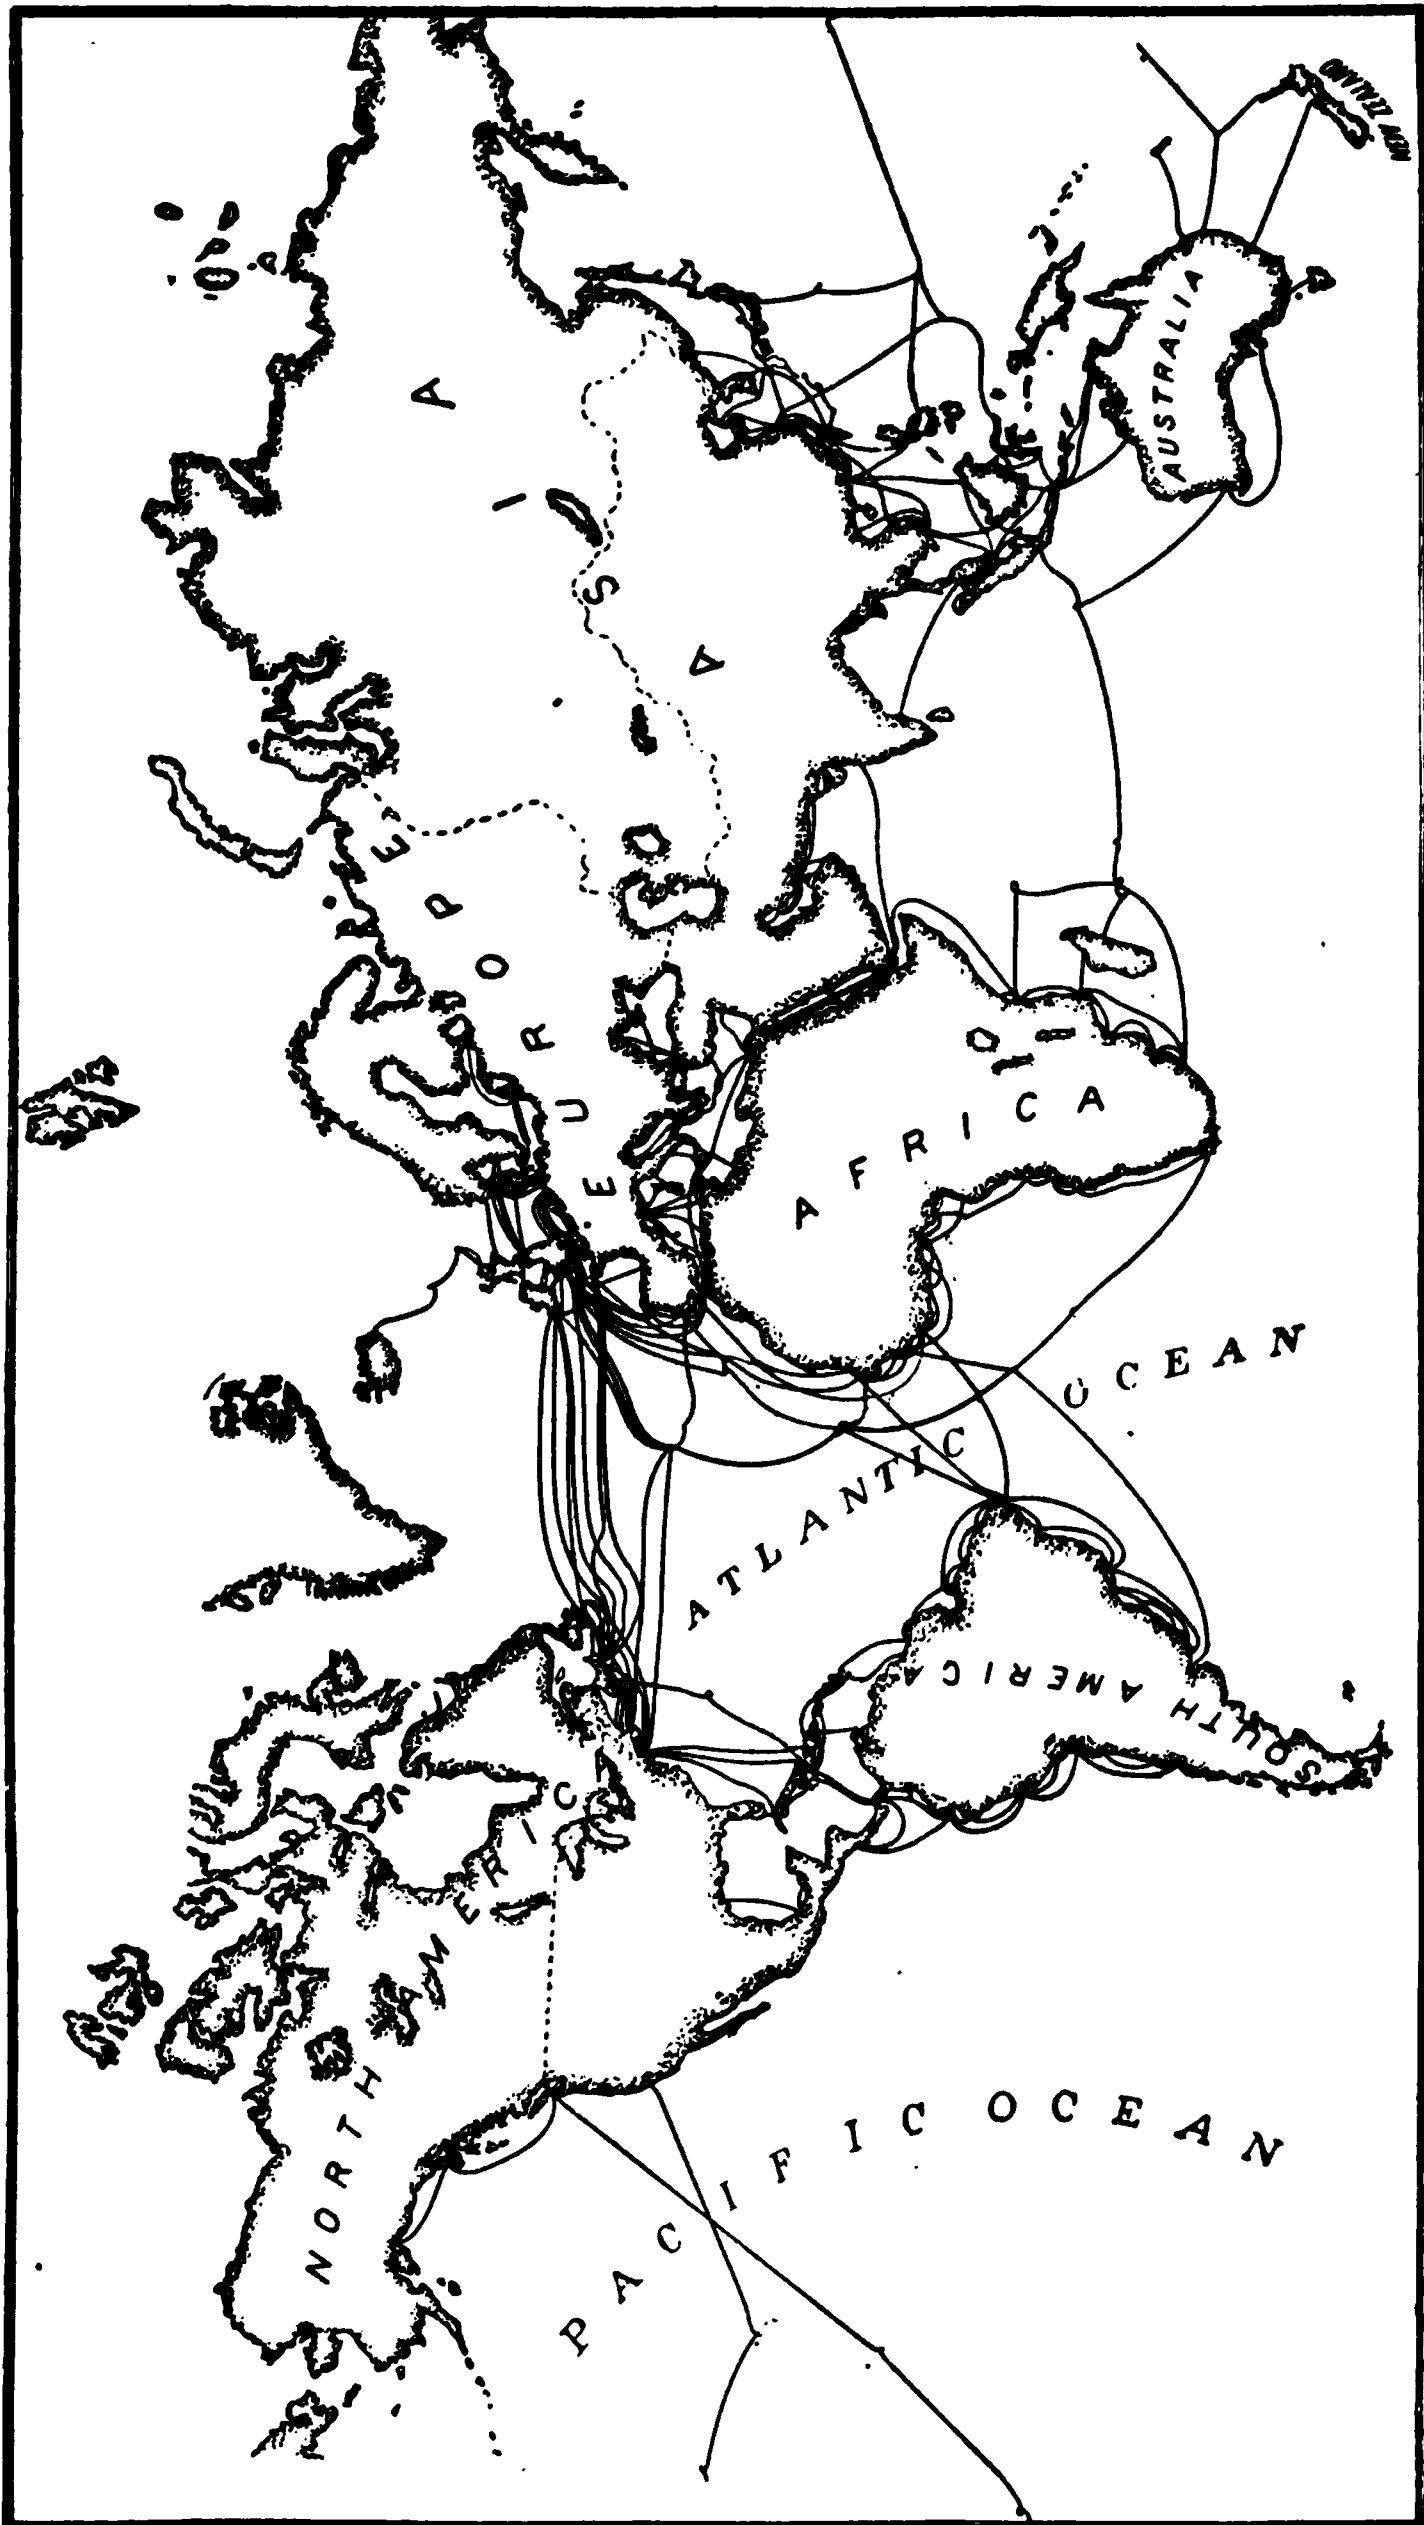 NORTH AMERICA
SOUTH AMERICA
ATLANTIC OCEAN
PACIFIC OCEAN
EUROPE
AFRICA
ASIA
AUSTRALIA
NEW ZEALAND